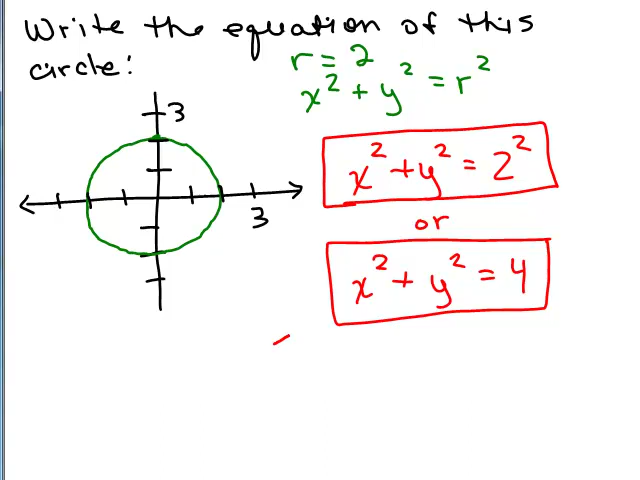 Write the equation of this
circle:
r = 2
x² + y² = r²
3
3
x² + y² = 2²
or
x² + y² = 4